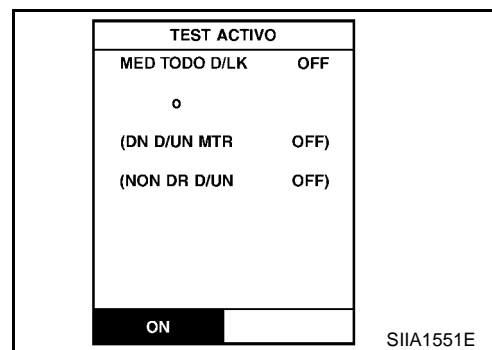 TEST ACTIVO
MED TODO D/LK OFF
o
(DN D/UN MTR OFF)
(NON DR D/UN OFF)
ON
SIIA1551E